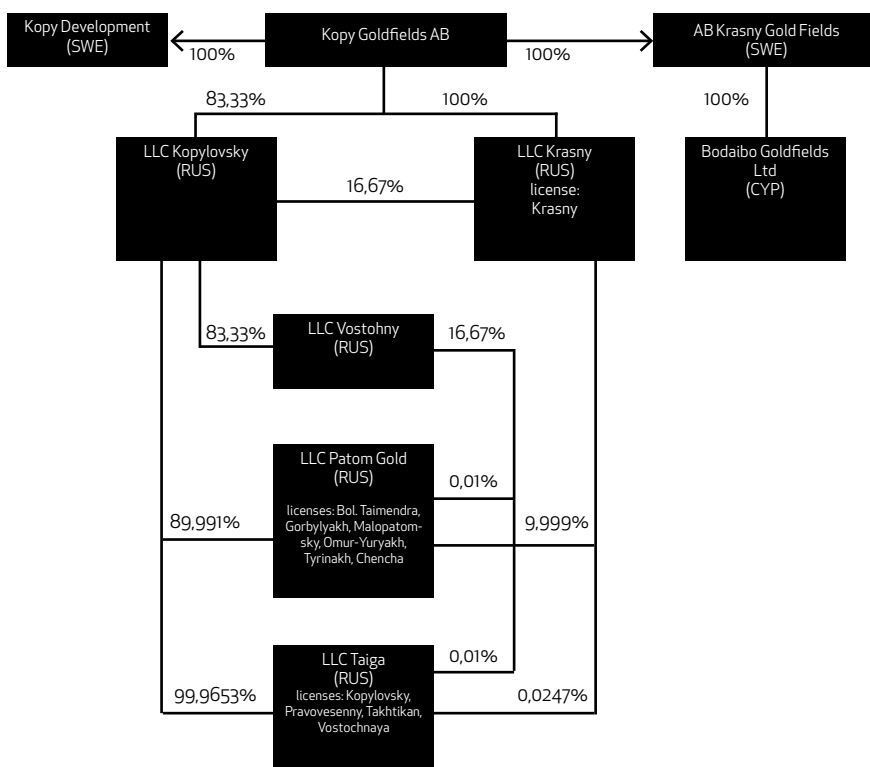 Kopy Development
(SWE)
Kopy Goldfields AB
AB Krasny Gold Fields
(SWE)
100%
100%
83,33%
100%
100%
LLC Kopylovsky
(RUS)
LLC Krasny
(RUS)
license:
Krasny
Bodaibo Goldfields
Ltd
(CYP)
16,67%
83,33%
LLC Vostohny
(RUS)
16,67%
LLC Patom Gold
(RUS)
licenses: Bol. Taimendra,
Gorbylyakh, Malopatom-
sky, Omur-Yuryakh,
Tyrinakh, Chencha
0,01%
89,991%
9,999%
LLC Taiga
(RUS)
licenses: Kopylovsky,
Pravovesenny, Takhtikan,
Vostochnaya
0,01%
99,9653%
0,0247%